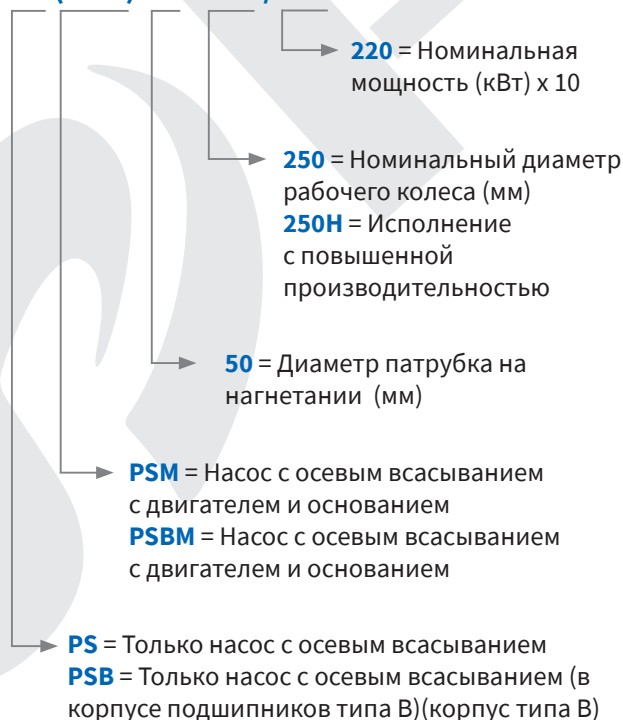 220 = Номинальная
мощность (кВт) x 10
250 = Номинальный диаметр
рабочего колеса (мм)
250H = Исполнение
с повышенной
производительностью
50 = Диаметр патрубка на
нагнетании (мм)
PSM = Насос с осевым всасыванием
с двигателем и основанием
PSBM = Насос с осевым всасыванием
с двигателем и основанием
PS = Только насос с осевым всасыванием
PSB = Только насос с осевым всасыванием (в
корпусе подшипников типа B)(корпус типа B)